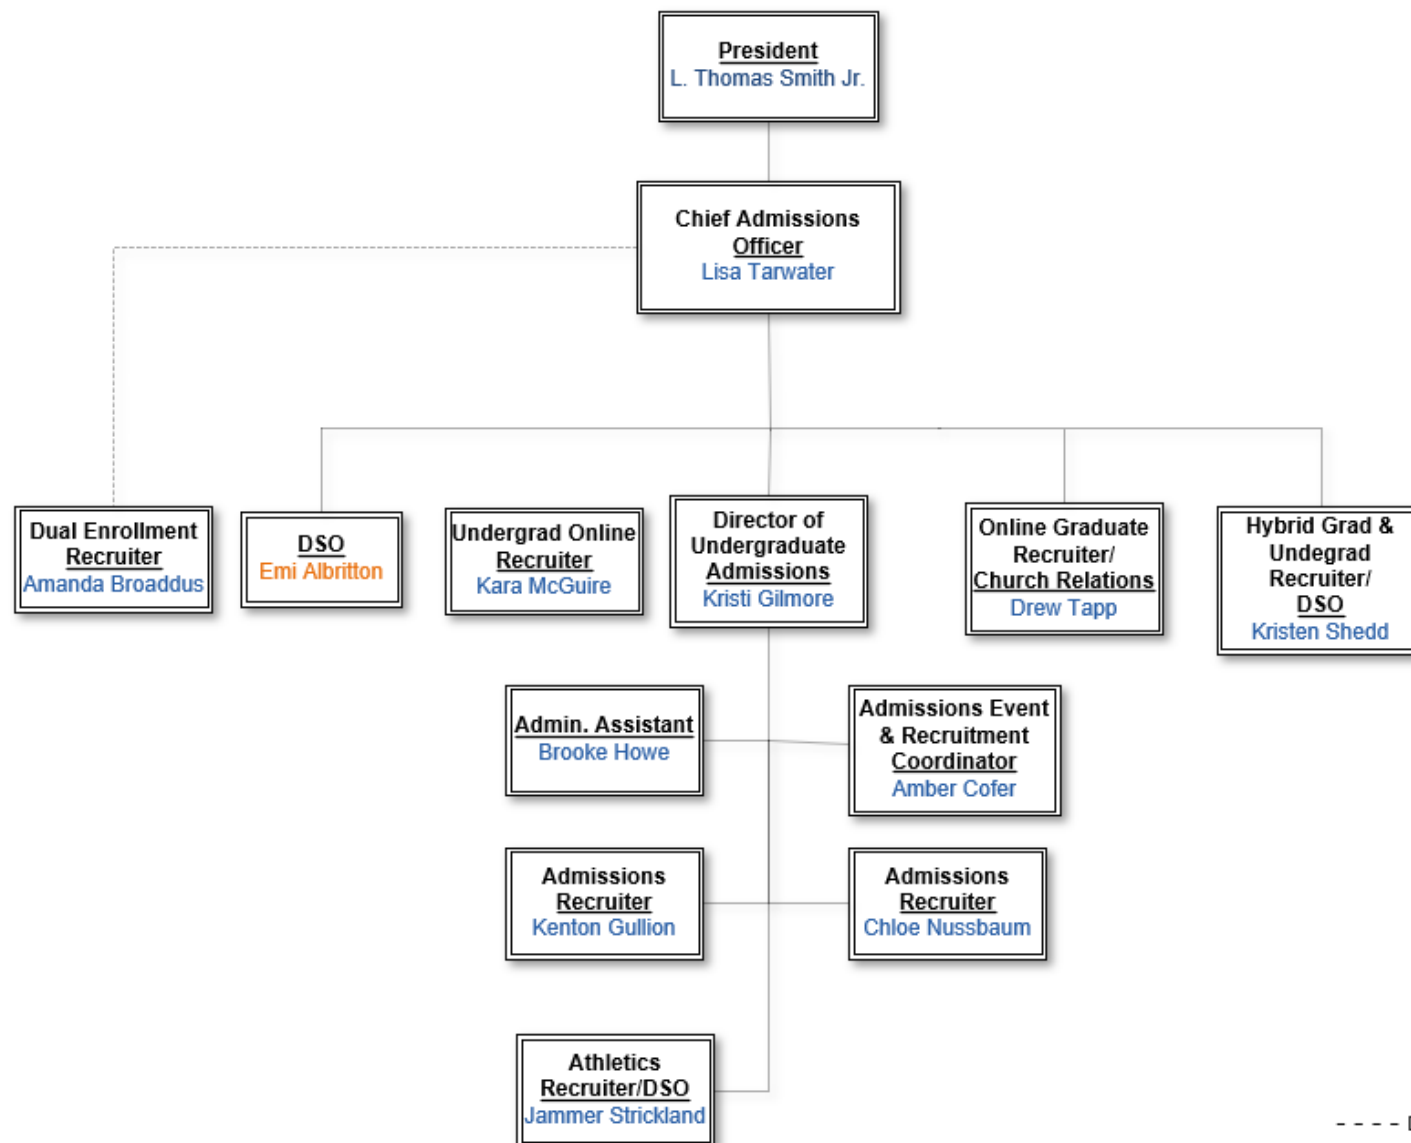 President
L. Thomas Smith Jr.
Chief Admissions
Officer
Lisa Tarwater
Dual Enrollment
Recruiter
Amanda Broaddus
DSO
Emi Albritton
Undergrad Online
Recruiter
Kara McGuire
Director of
Undergraduate
Admissions
Kristi Gilmore
Online Graduate
Recruiter/
Church Relations
Drew Tapp
Hybrid Grad &
Undegrad
Recruiter/
DSO
Kristen Shedd
Admin. Assistant
Brooke Howe
Admissions Event
& Recruitment
Coordinator
Amber Cofer
Admissions
Recruiter
Kenton Gullion
Admissions
Recruiter
Chloe Nussbaum
Athletics
Recruiter/DSO
Jammer Strickland